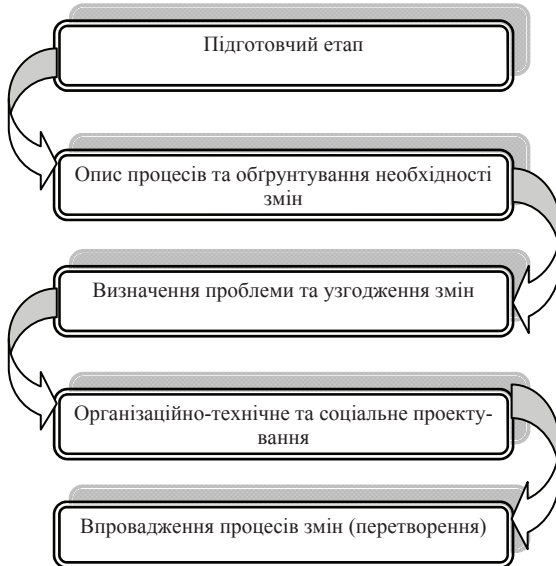 Підготовчий етап
Опис процесів та обґрунтування необхідності
змін
Визначення проблеми та узгодження змін
Організаційно-технічне та соціальне проекту-
вання
Впровадження процесів змін (перетворення)